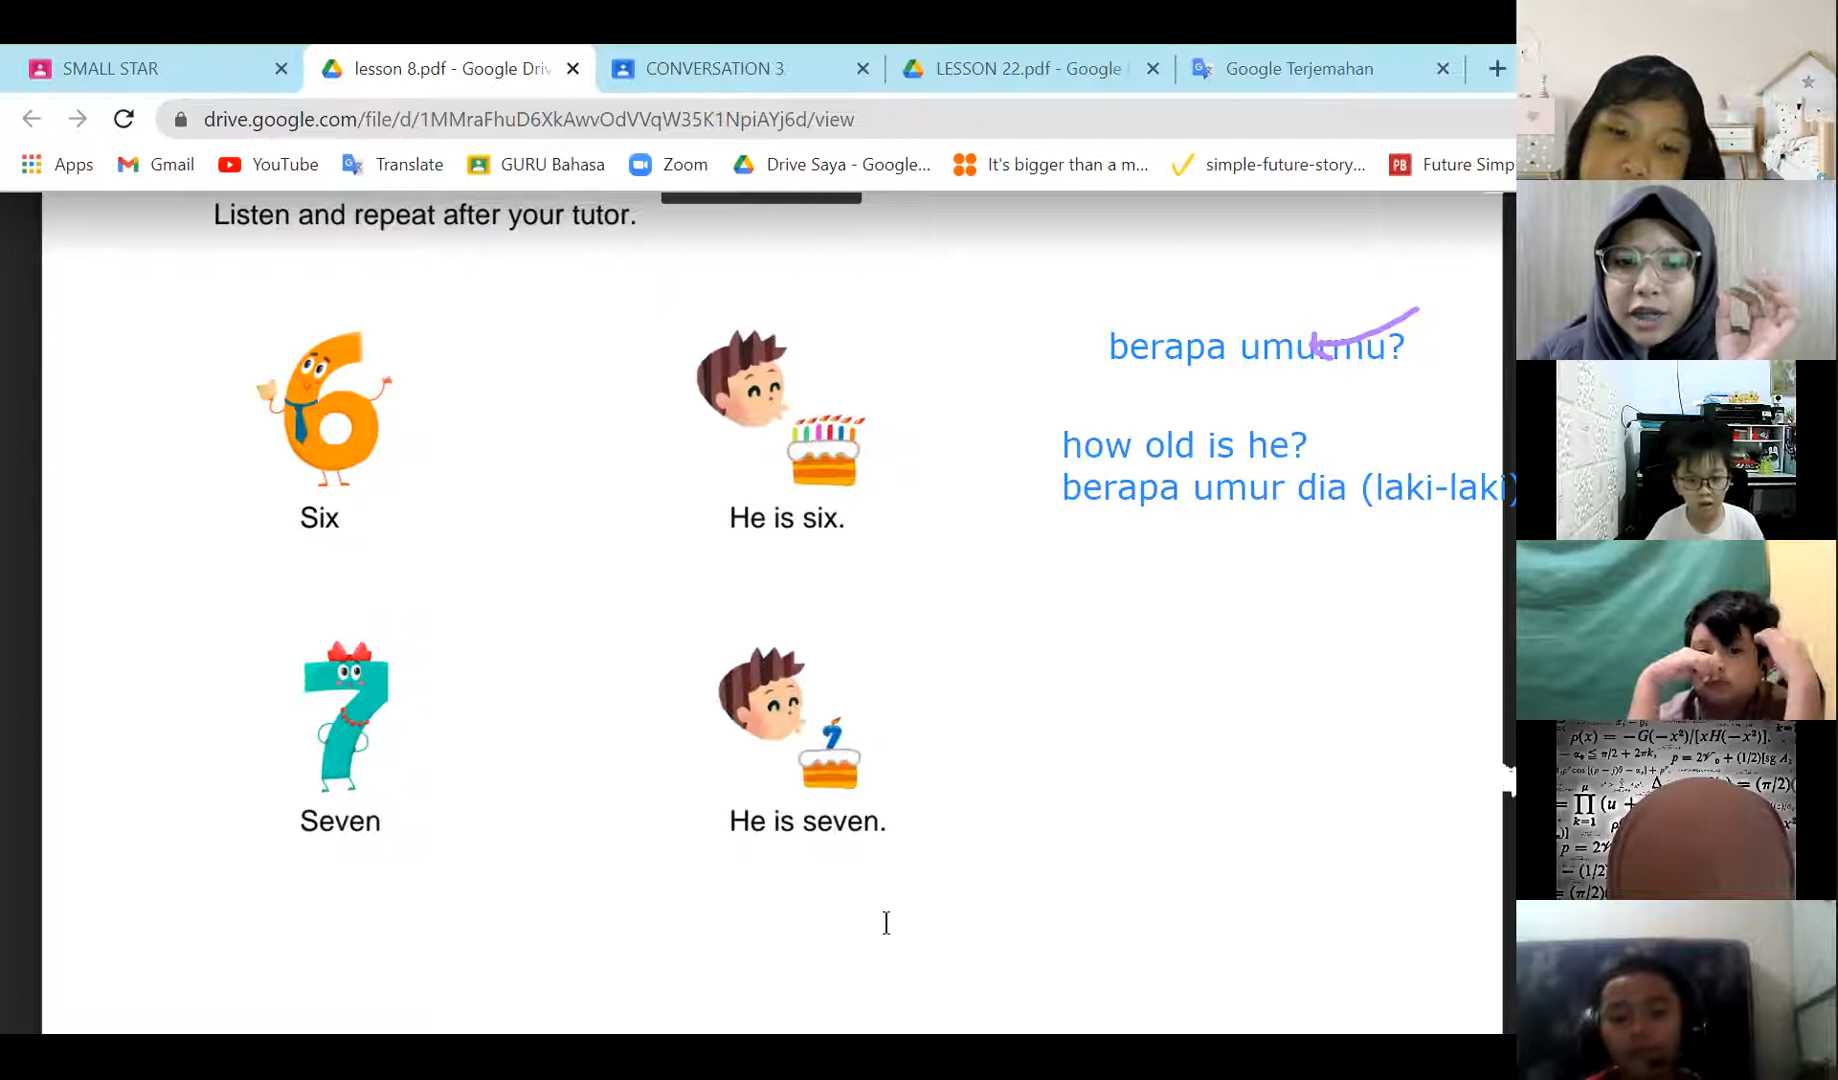 SMALL STAR
lesson 8.pdf - Google Driv
CONVERSATION 3
LESSON 22.pdf - Google
Google Terjemahan
drive.google.com/file/d/1MMraFhuD6XkAwvOdVVqW35K1NpiAYj6d/view
Apps
Gmail
YouTube
Translate
GURU Bahasa
Zoom
Drive Saya - Google...
It's bigger than a m...
simple-future-story...
PB
Future Simp
Listen and repeat after your tutor.
berapa umurmu?
how old is he?
berapa umur dia (laki-laki)
Six
He is six.
Seven
He is seven.